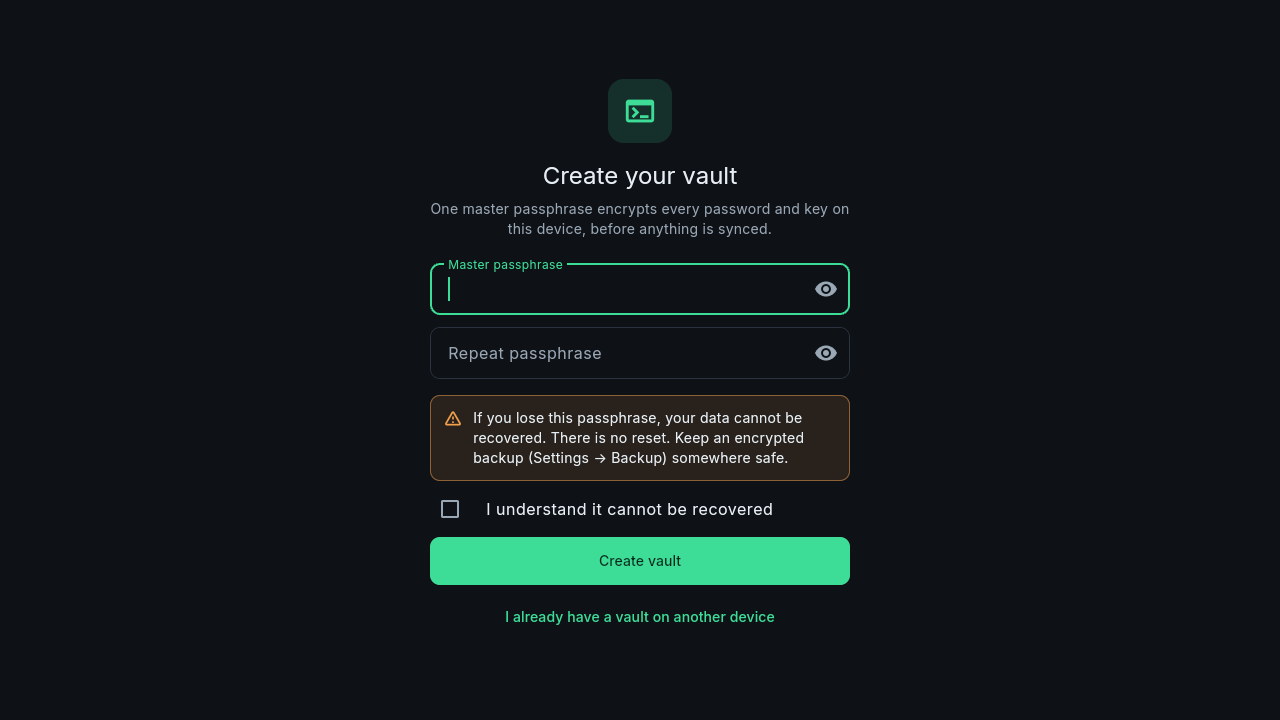 Create your vault
One master passphrase encrypts every password and key on
this device, before anything is synced.
Master passphrase
Repeat passphrase
If you lose this passphrase, your data cannot be
recovered. There is no reset. Keep an encrypted
backup (Settings → Backup) somewhere safe.
I understand it cannot be recovered
Create vault
I already have a vault on another device